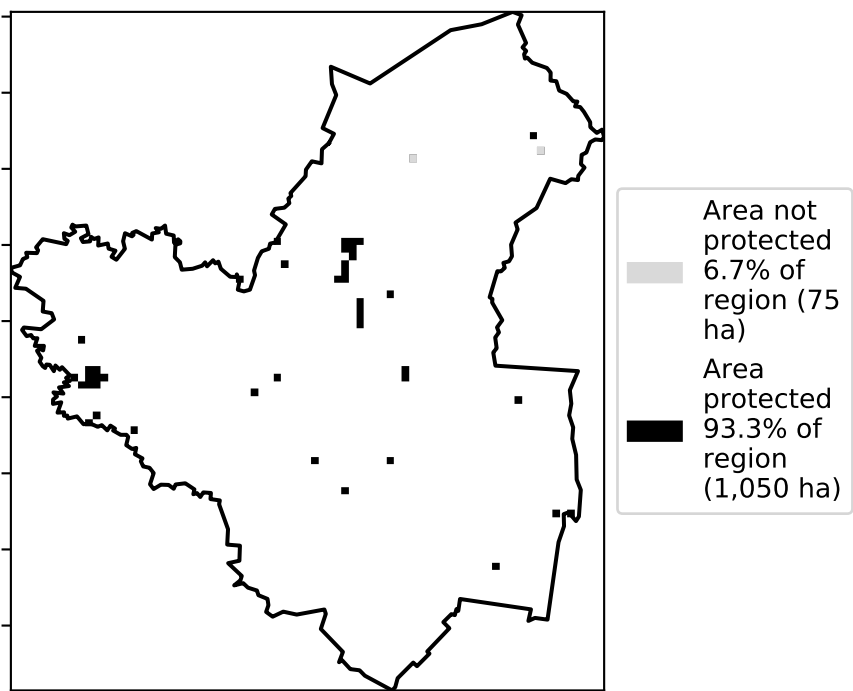 Area not
protected
6.7% of
region (75
ha)
Area
protected
93.3% of
region
(1,050 ha)